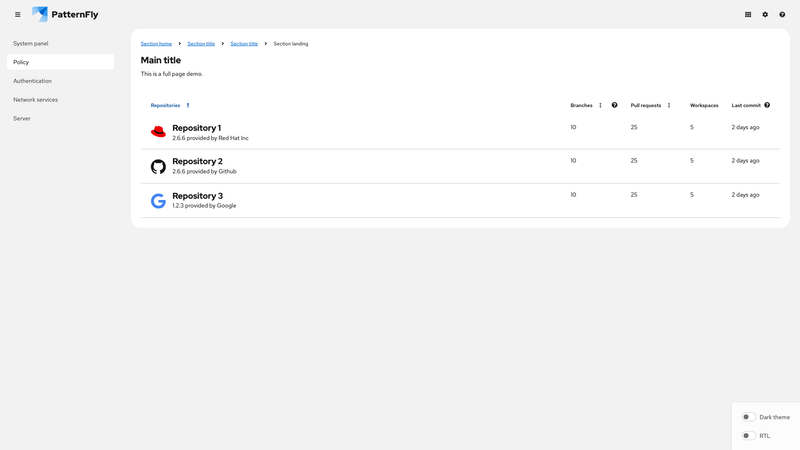 PatternFly
System panel
Policy
Authentication
Network services
Server
Section home Section title Section title Section landing
Main title
This is a full page demo.
Repositories Branches Pull requests Workspaces Last commit
Repository 1 10 25 5 2 days ago
2.6.6 provided by Red Hat Inc
Repository 2 10 25 5 2 days ago
2.6.6 provided by Github
Repository 3 10 25 5 2 days ago
1.2.3 provided by Google
Dark theme
RTL